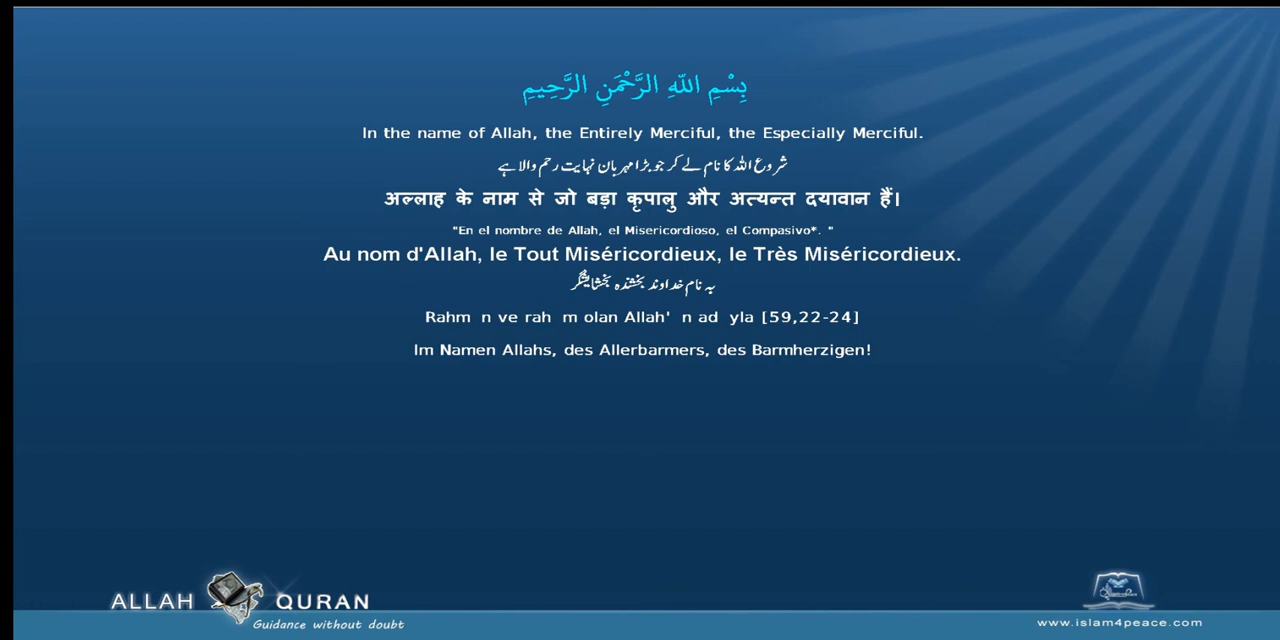 بِسْمِ اللّهِ الرَّحْمَنِ الرَّحِيمِ
In the name of Allah, the Entirely Merciful, the Especially Merciful.
شروع اللہ کا نام لے کر جو بڑا مہربان نہایت رحم والا ہے
अल्लाह के नाम से जो बड़ा कृपालु और अत्यन्त दयावान हैं।
"En el nombre de Allah, el Misericordioso, el Compasivo*. "
Au nom d'Allah, le Tout Miséricordieux, le Très Miséricordieux.
به نام خداوند بخشنده بخشایشگر
Rahm n ve rah m olan Allah' n ad yla [59,22-24]
Im Namen Allahs, des Allerbarmers, des Barmherzigen!
ALLAH QURAN
Guidance without doubt
www.islam4peace.com